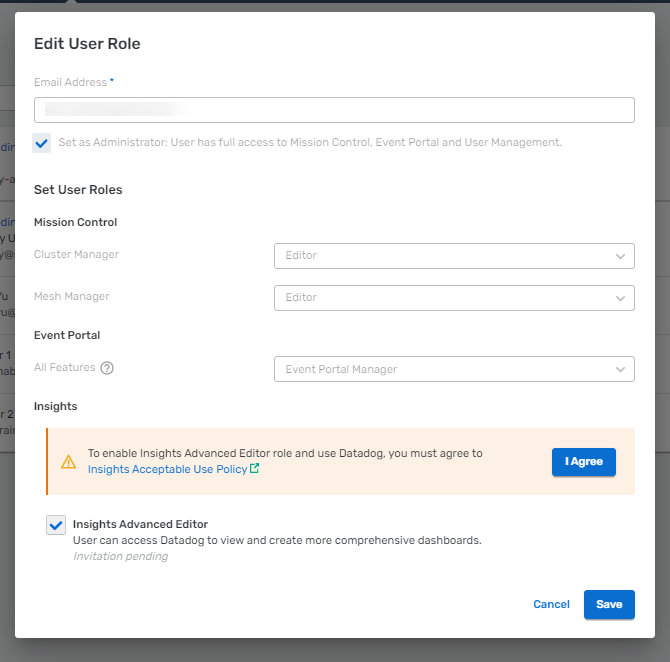 Edit User Role
Email Address *
Set as Administrator: User has full access to Mission Control, Event Portal and User Management.
Set User Roles
Mission Control
Cluster Manager
Editor
Mesh Manager
Editor
Event Portal
All Features ?
Event Portal Manager
Insights
To enable Insights Advanced Editor role and use Datadog, you must agree to
Insights Acceptable Use Policy
I Agree
Insights Advanced Editor
User can access Datadog to view and create more comprehensive dashboards.
Invitation pending
Cancel
Save